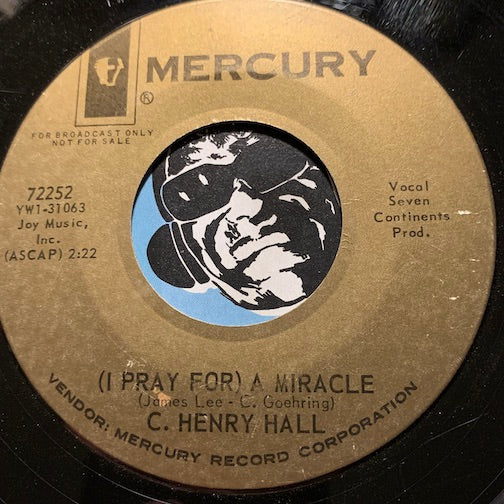 MERCURY
®
FOR BROADCAST ONLY
NOT FOR SALE
72252
YW1-31063
Joy Music,
Inc.
(ASCAP) 2:22
Vocal
Seven
Continents
Prod.
(I PRAY FOR) A MIRACLE
(James Lee - C. Goehring)
C. HENRY HALL
VENDOR: MERCURY RECORD CORPORATION